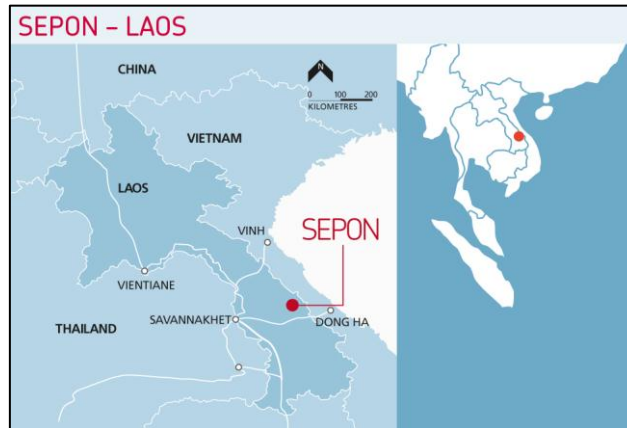 SEPON – LAOS
CHINA
N
0 100 200
KILOMETRES
VIETNAM
LAOS
VINH
SEPON
VIENTIANE
THAILAND
SAVANNAKHET
DONG HA